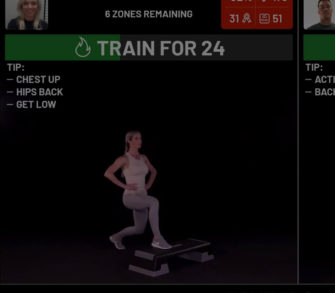 6 ZONES REMAINING
31 51
TRAIN FOR 24
TIP:
— CHEST UP
— HIPS BACK
— GET LOW
TIP:
— ACTI
— BACK